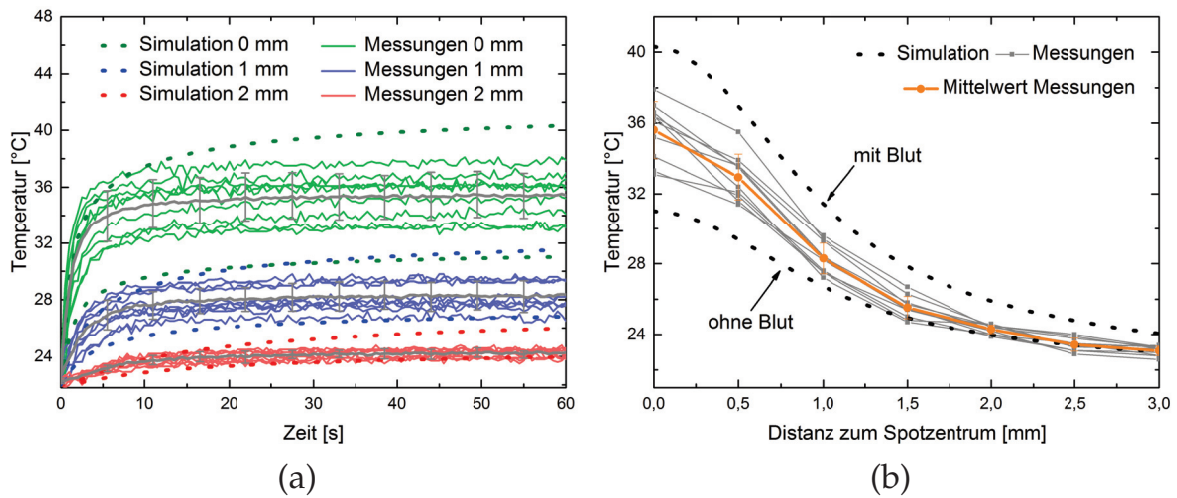 48
44
40
36
32
28
24
Temperatur [°C]
Simulation 0 mm
Simulation 1 mm
Simulation 2 mm
Messungen 0 mm
Messungen 1 mm
Messungen 2 mm
0
10
20
30
40
50
60
Zeit [s]
(a)
40
36
32
28
24
Temperatur [°C]
Simulation
Messungen
Mittelwert Messungen
mit Blut
ohne Blut
0,0
0,5
1,0
1,5
2,0
2,5
3,0
Distanz zum Spotzentrum [mm]
(b)